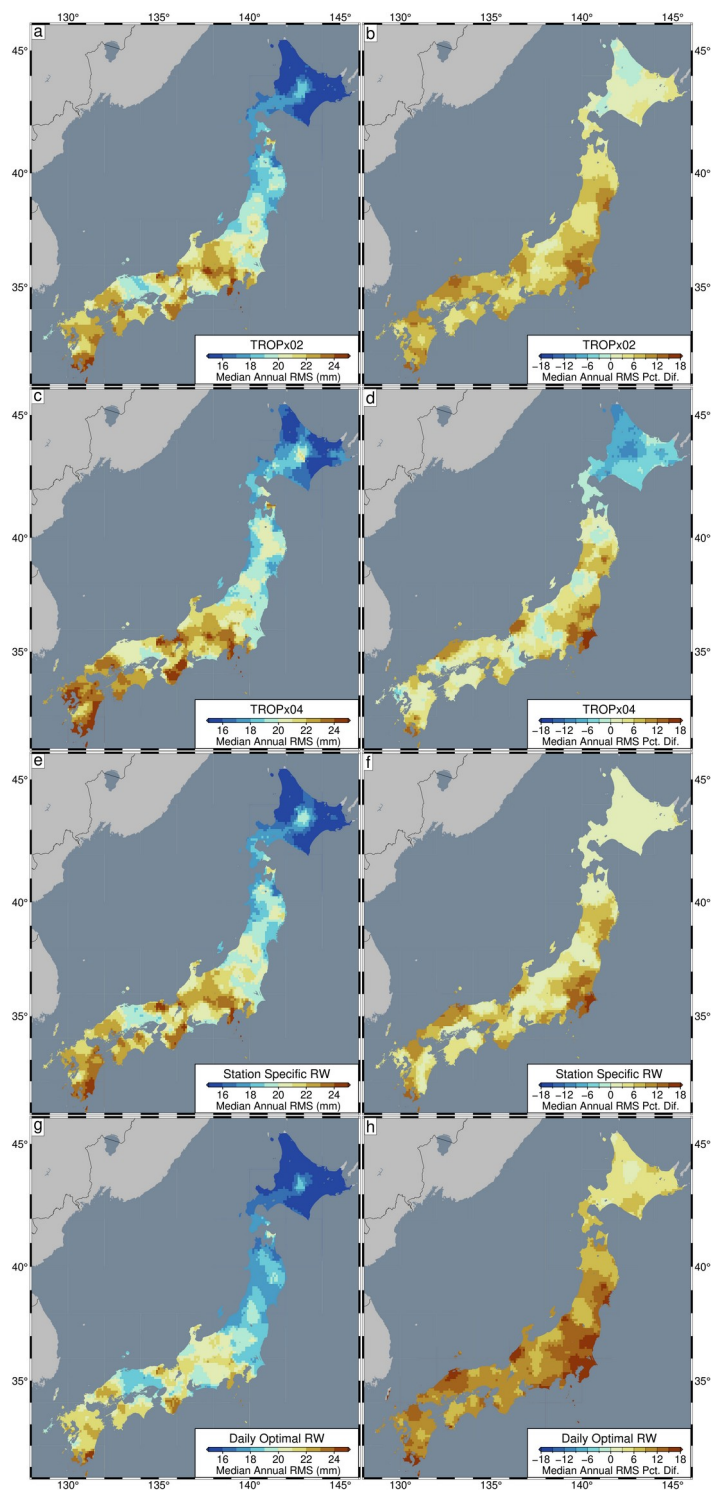 130° 135° 140° 145° 130° 135° 140° 145°
a b
45° 45°
40° 40°
35° 35°
TROPx02 TROPx02
16 18 20 22 24 −18 −12 −6 0 6 12 18
Median Annual RMS (mm) Median Annual RMS Pct. Dif.
c d
45° 45°
40° 40°
35° 35°
TROPx04 TROPx04
16 18 20 22 24 −18 −12 −6 0 6 12 18
Median Annual RMS (mm) Median Annual RMS Pct. Dif.
e f
45° 45°
40° 40°
35° 35°
Station Specific RW Station Specific RW
16 18 20 22 24 −18 −12 −6 0 6 12 18
Median Annual RMS (mm) Median Annual RMS Pct. Dif.
g h
45° 45°
40° 40°
35° 35°
Daily Optimal RW Daily Optimal RW
16 18 20 22 24 −18 −12 −6 0 6 12 18
Median Annual RMS (mm) Median Annual RMS Pct. Dif.
130° 135° 140° 145° 130° 135° 140° 145°